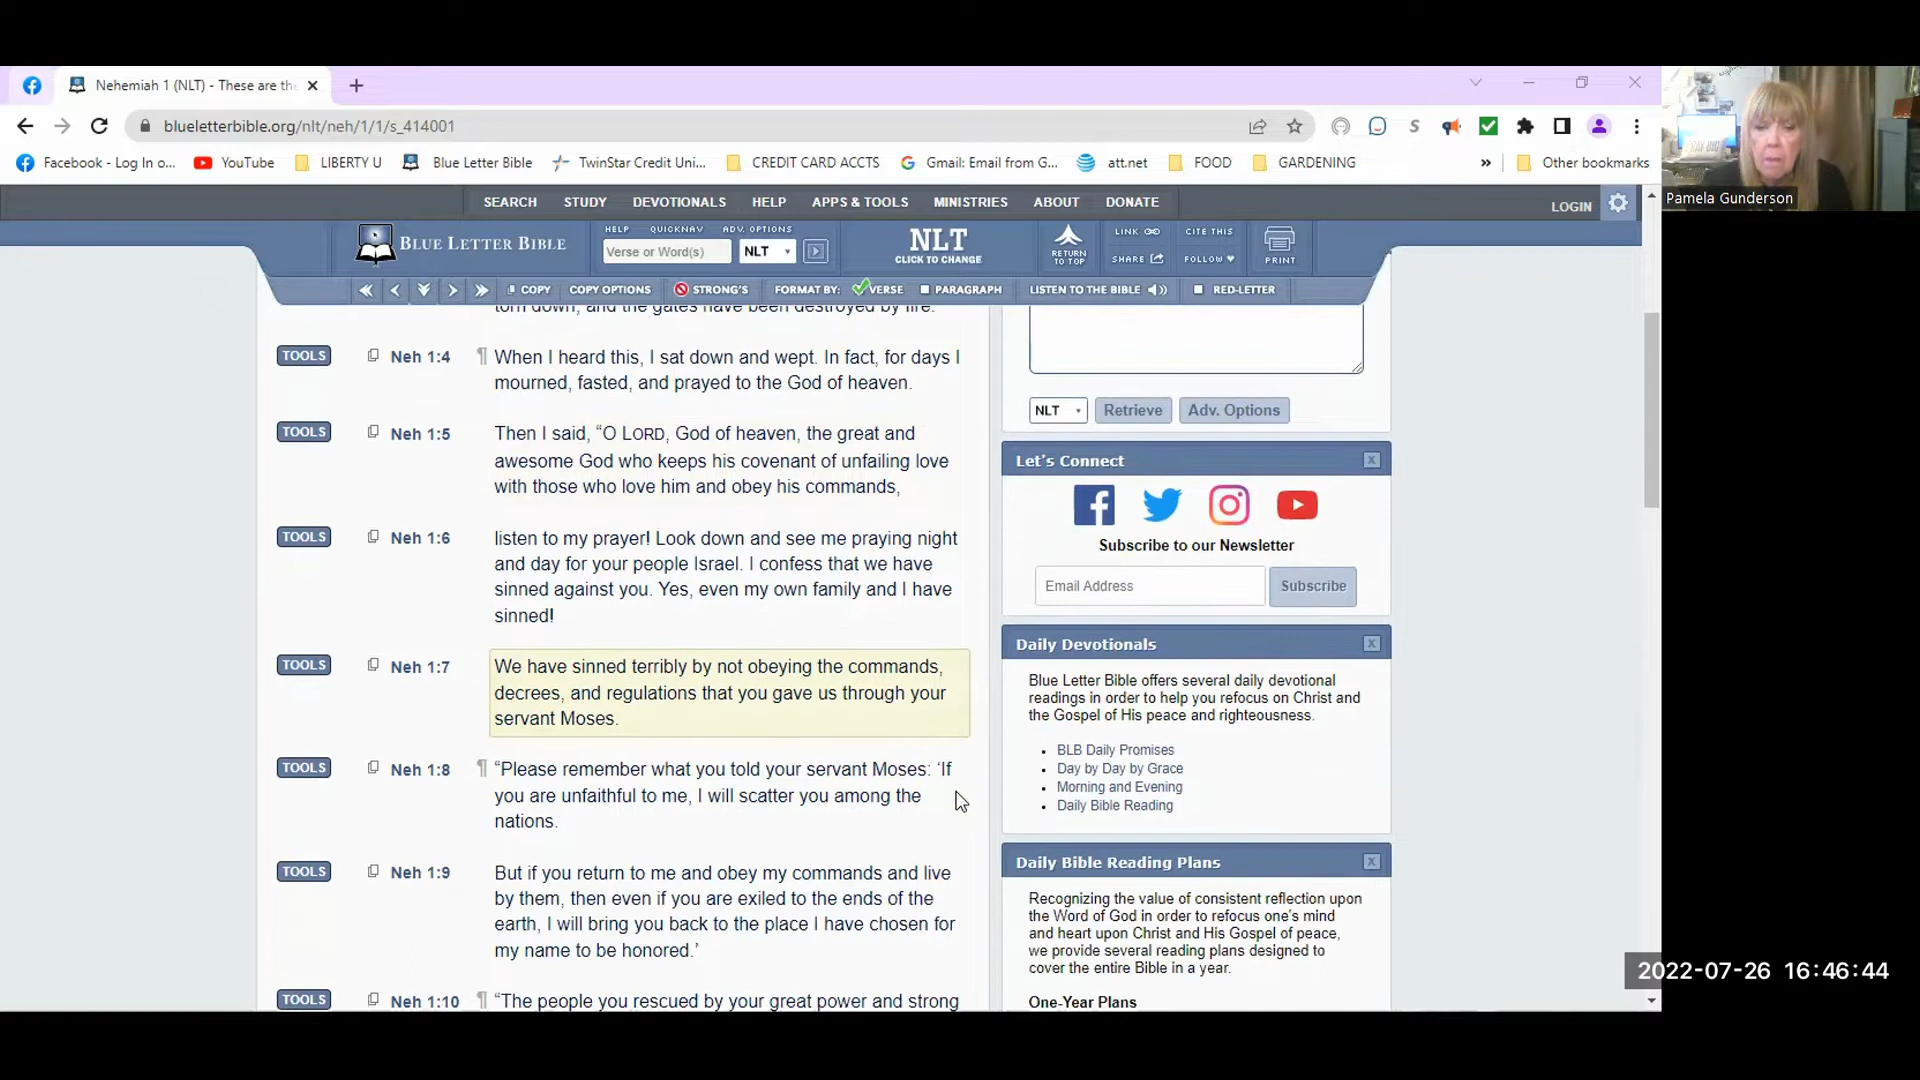 Nehemiah 1 (NLT) - These are the
blueletterbible.org/nlt/neh/1/1/s_414001
Facebook - Log In o... YouTube LIBERTY U Blue Letter Bible TwinStar Credit Uni... CREDIT CARD ACCTS Gmail: Email from G... att.net FOOD GARDENING » Other bookmarks
Pamela Gunderson
SEARCH STUDY DEVOTIONALS HELP APPS & TOOLS MINISTRIES ABOUT DONATE LOGIN
HELP QUICKNAV ADV. OPTIONS
BLUE LETTER BIBLE
Verse or Word(s) NLT
NLT
CLICK TO CHANGE
RETURN
TO TOP
LINK CITE THIS
SHARE FOLLOW
PRINT
COPY COPY OPTIONS STRONG'S FORMAT BY: VERSE PARAGRAPH LISTEN TO THE BIBLE RED-LETTER
torn down, and the gates have been destroyed by fire."
TOOLS Neh 1:4 ¶ When I heard this, I sat down and wept. In fact, for days I
mourned, fasted, and prayed to the God of heaven.
TOOLS Neh 1:5 Then I said, “O LORD, God of heaven, the great and
awesome God who keeps his covenant of unfailing love
with those who love him and obey his commands,
TOOLS Neh 1:6 listen to my prayer! Look down and see me praying night
and day for your people Israel. I confess that we have
sinned against you. Yes, even my own family and I have
sinned!
TOOLS Neh 1:7 We have sinned terribly by not obeying the commands,
decrees, and regulations that you gave us through your
servant Moses.
TOOLS Neh 1:8 ¶ “Please remember what you told your servant Moses: ‘If
you are unfaithful to me, I will scatter you among the
nations.
TOOLS Neh 1:9 But if you return to me and obey my commands and live
by them, then even if you are exiled to the ends of the
earth, I will bring you back to the place I have chosen for
my name to be honored.’
TOOLS Neh 1:10 ¶ “The people you rescued by your great power and strong
NLT Retrieve Adv. Options
Let’s Connect
Subscribe to our Newsletter
Email Address Subscribe
Daily Devotionals
Blue Letter Bible offers several daily devotional
readings in order to help you refocus on Christ and
the Gospel of His peace and righteousness.
BLB Daily Promises
Day by Day by Grace
Morning and Evening
Daily Bible Reading
Daily Bible Reading Plans
Recognizing the value of consistent reflection upon
the Word of God in order to refocus one's mind
and heart upon Christ and His Gospel of peace,
we provide several reading plans designed to
cover the entire Bible in a year.
One-Year Plans
2022-07-26 16:46:44